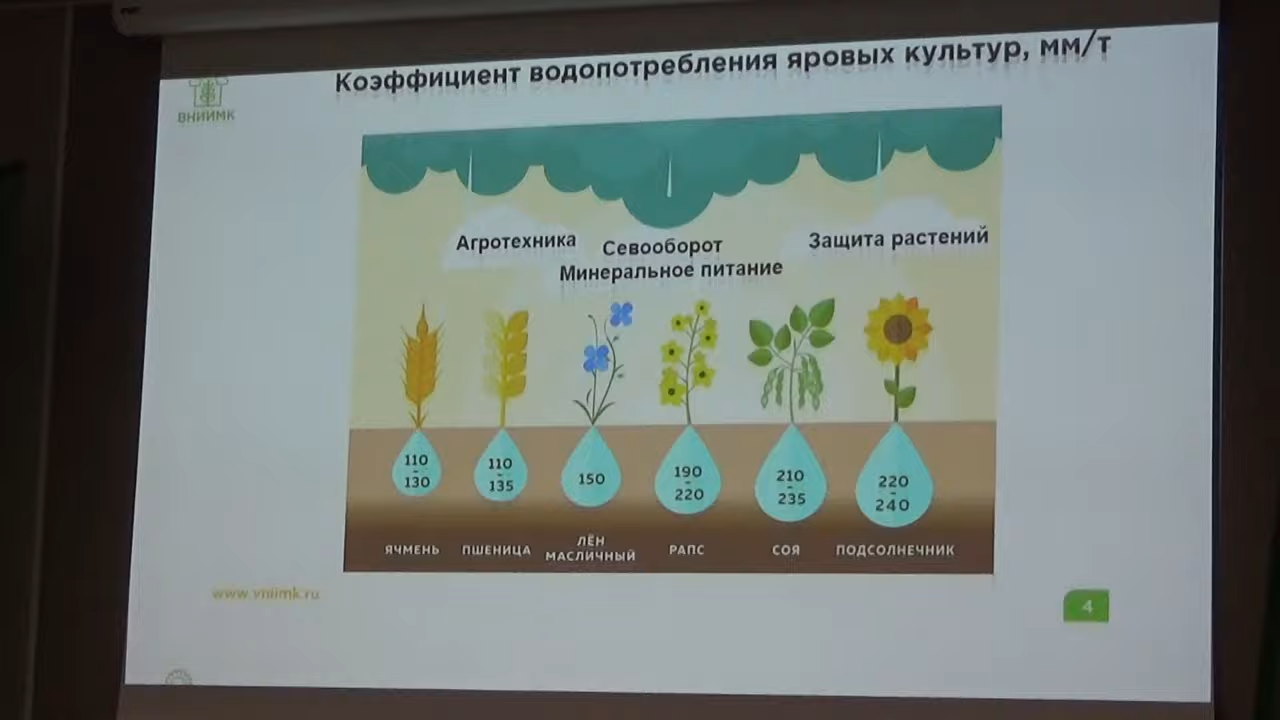 Коэффициент водопотребления яровых культур, мм/т
ВНИИМК
Агротехника
Севооборот
Защита растений
Минеральное питание
110
-
130
110
-
135
150
190
-
220
210
-
235
220
-
240
ЯЧМЕНЬ
ПШЕНИЦА
ЛЁН
МАСЛИЧНЫЙ
РАПС
СОЯ
ПОДСОЛНЕЧНИК
www.vniimk.ru
4